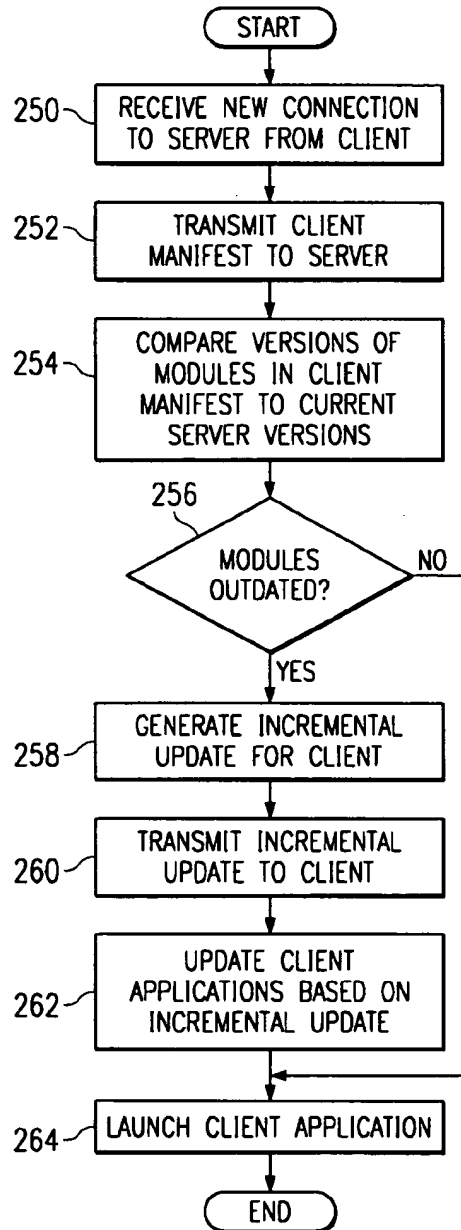 START
250
RECEIVE NEW CONNECTION
TO SERVER FROM CLIENT
252
TRANSMIT CLIENT
MANIFEST TO SERVER
254
COMPARE VERSIONS OF
MODULES IN CLIENT
MANIFEST TO CURRENT
SERVER VERSIONS
256
MODULES
OUTDATED?
NO
YES
258
GENERATE INCREMENTAL
UPDATE FOR CLIENT
260
TRANSMIT INCREMENTAL
UPDATE TO CLIENT
262
UPDATE CLIENT
APPLICATIONS BASED ON
INCREMENTAL UPDATE
264
LAUNCH CLIENT APPLICATION
END